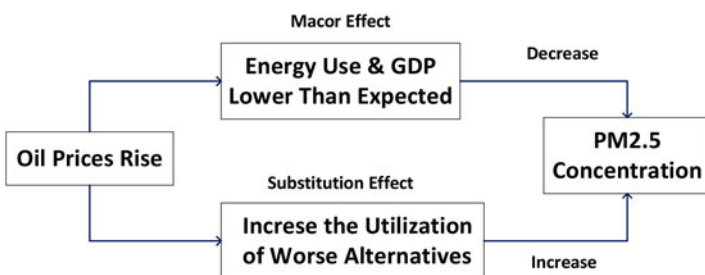 Macor Effect
Energy Use & GDP
Lower Than Expected
Decrease
Oil Prices Rise
PM2.5
Concentration
Substitution Effect
Increse the Utilization
of Worse Alternatives
Increase